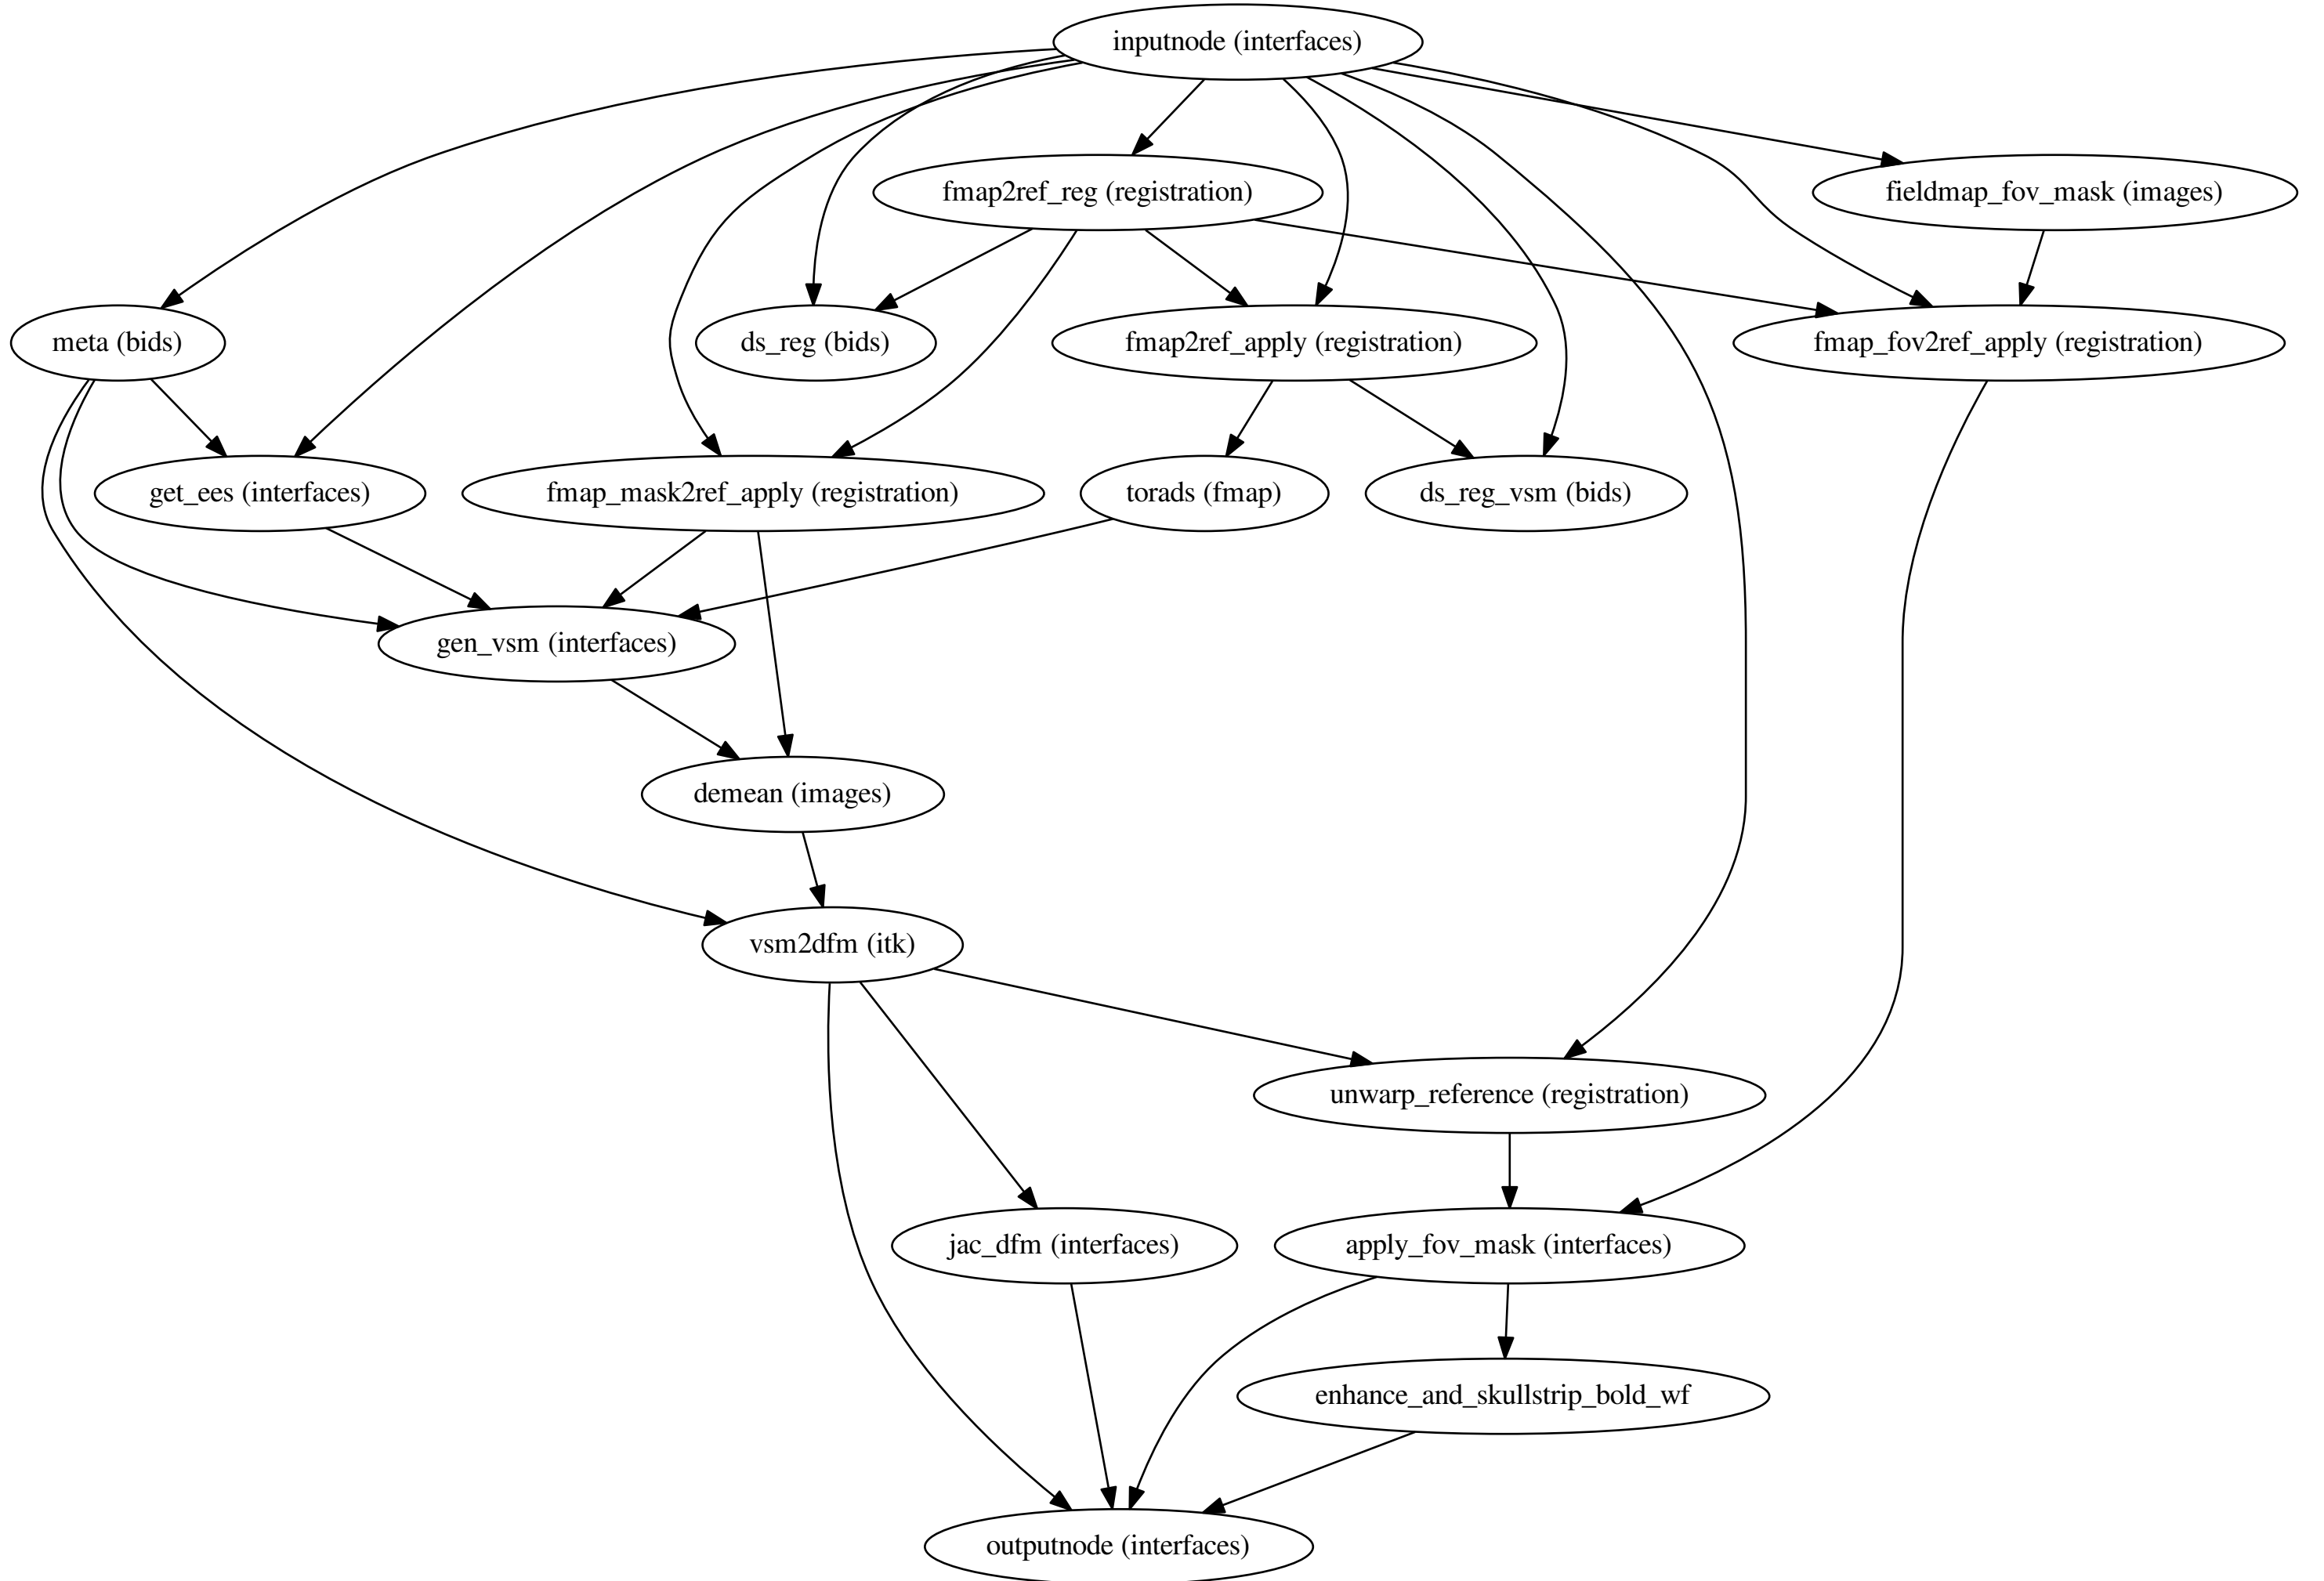 inputnode (interfaces)
fmap2ref_reg (registration)
fieldmap_fov_mask (images)
meta (bids)
ds_reg (bids)
fmap2ref_apply (registration)
fmap_fov2ref_apply (registration)
get_ees (interfaces)
fmap_mask2ref_apply (registration)
torads (fmap)
ds_reg_vsm (bids)
gen_vsm (interfaces)
demean (images)
vsm2dfm (itk)
unwarp_reference (registration)
jac_dfm (interfaces)
apply_fov_mask (interfaces)
enhance_and_skullstrip_bold_wf
outputnode (interfaces)